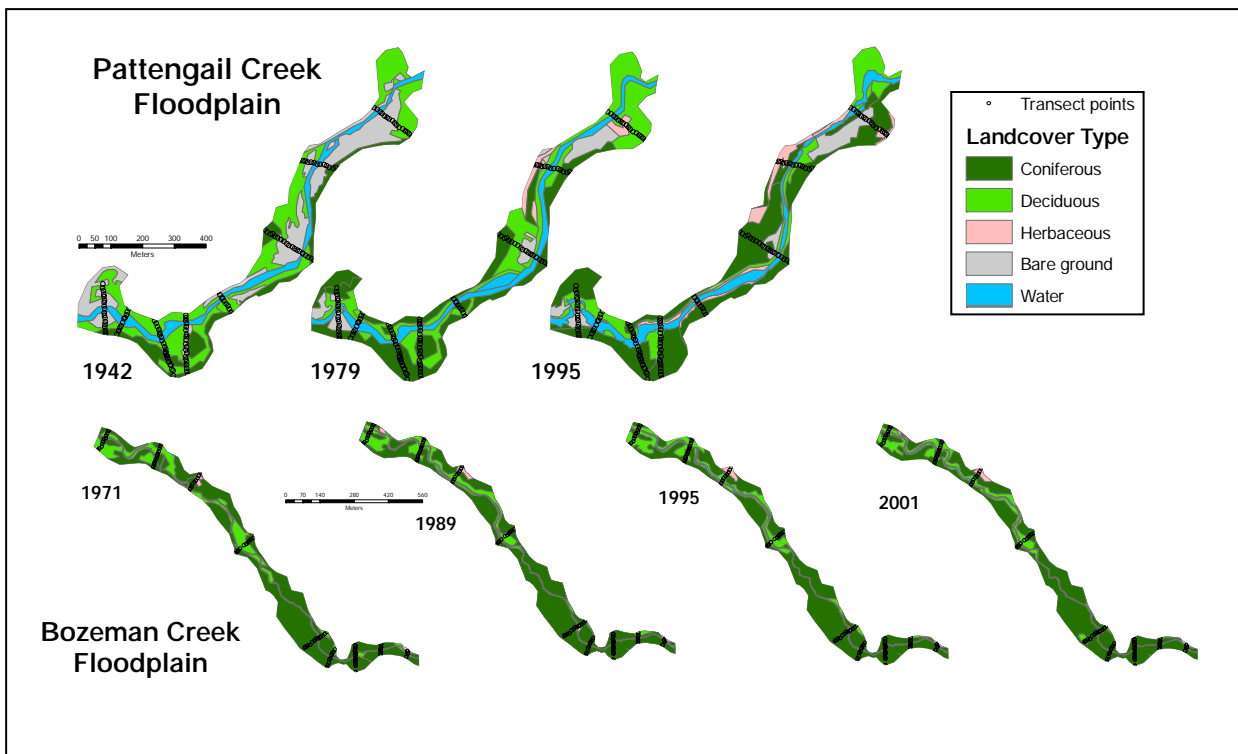 Pattengail Creek
Floodplain
Transect points
Landcover Type
Coniferous
Deciduous
Herbaceous
Bare ground
Water
0 50 100 200 300 400
Meters
1942
1979
1995
1971
0 70 140 280 420 560
Meters
1989
1995
2001
Bozeman Creek
Floodplain